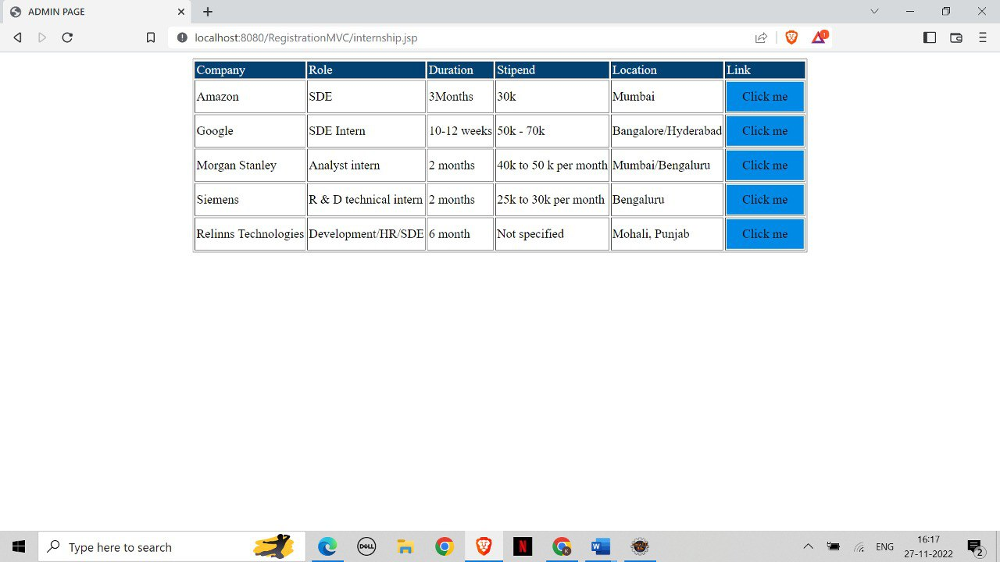 ADMIN PAGE
localhost:8080/RegistrationMVC/internship.jsp
1
Company Role Duration Stipend Location Link
Amazon SDE 3Months 30k Mumbai Click me
Google SDE Intern 10-12 weeks 50k - 70k Bangalore/Hyderabad Click me
Morgan Stanley Analyst intern 2 months 40k to 50 k per month Mumbai/Bengaluru Click me
Siemens R & D technical intern 2 months 25k to 30k per month Bengaluru Click me
Relinns Technologies Development/HR/SDE 6 month Not specified Mohali, Punjab Click me
Type here to search DELL N K W ENG 16:17
27-11-2022 2